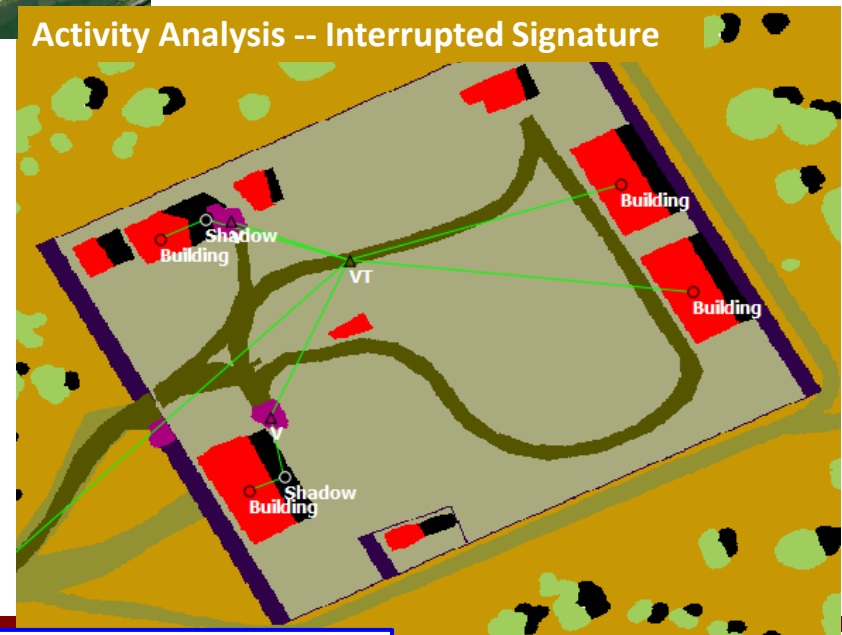 Activity Analysis -- Interrupted Signature
Building
Shadow
V
Building
VT
Building
V
Shadow
Building